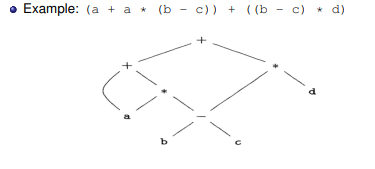 Example: (a + a * (b - c)) + ((b - c) * d)
+
+ *
* d
a -
b c